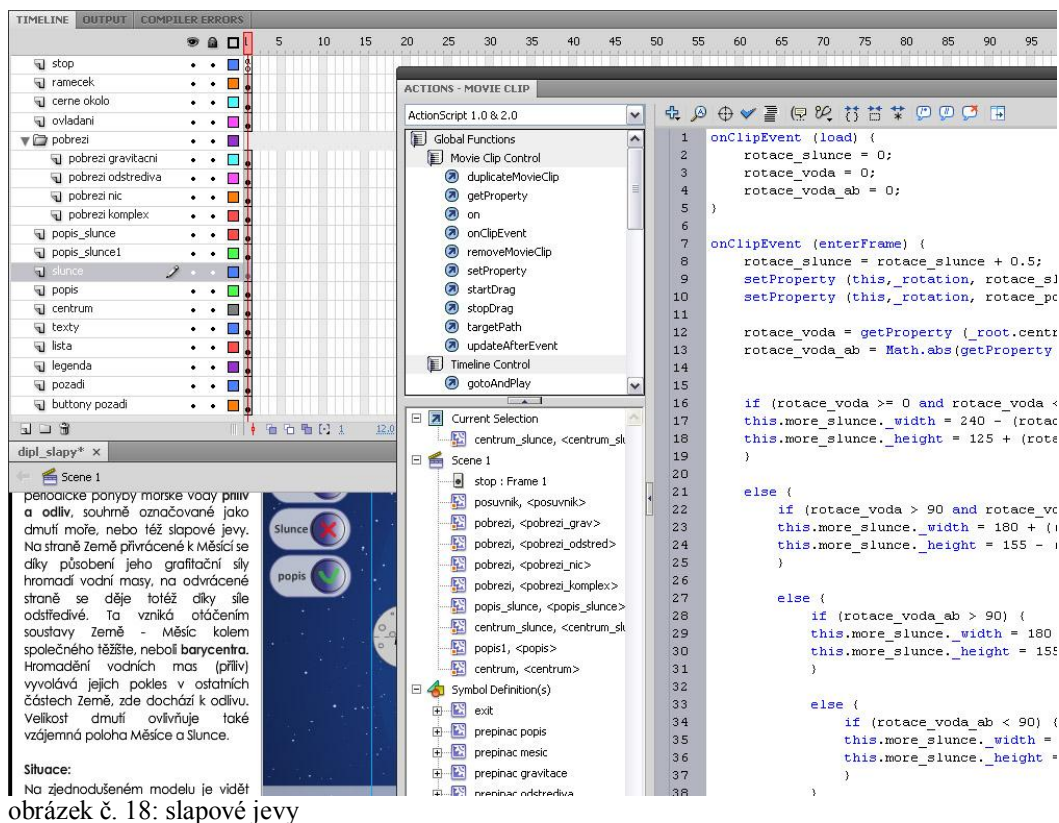 TIMELINE OUTPUT COMPILER ERRORS
5 10 15 20 25 30 35 40 45 50 55 60 65 70 75 80 85 90 95
stop
ramecek
cerne okolo
ovladani
pobrezi
pobrezi gravitacni
pobrezi odstrediva
pobrezi nic
pobrezi komplex
popis_slunce
popis_slunce1
slunce
popis
centrum
texty
lista
legenda
pozadi
buttony pozadi
1 12.0
dipl_slapy* ×
Scene 1
periodické pohyby mořské vody příliv
a odliv, souhrně označované jako
dmutí moře, nebo též slapové jevy.
Na straně Země přivrácené k Měsíci se
díky působení jeho grafitační síly
hromadí vodní masy, na odvrácené
straně se děje totéž díky síle
odstředivé. Ta vzniká otáčením
soustavy Země - Měsíc kolem
společného těžíšte, neboli barycentra.
Hromadění vodních mas (příliv)
vyvolává jejich pokles v ostatních
částech Země, zde dochází k odlivu.
Velikost dmutí ovlivňuje také
vzájemná poloha Měsíce a Slunce.
Situace:
Na zjednodušeném modelu je vidět
Slunce
popis
ACTIONS - MOVIE CLIP
ActionScript 1.0 & 2.0
Global Functions
Movie Clip Control
duplicateMovieClip
getProperty
on
onClipEvent
removeMovieClip
setProperty
startDrag
stopDrag
targetPath
updateAfterEvent
Timeline Control
gotoAndPlay
Current Selection
centrum_slunce, <centrum_slu
Scene 1
stop : Frame 1
posuvnik, <posuvnik>
pobrezi, <pobrezi_grav>
pobrezi, <pobrezi_odstred>
pobrezi, <pobrezi_nic>
pobrezi, <pobrezi_komplex>
popis_slunce, <popis_slunce>
centrum_slunce, <centrum_slu
popis1, <popis>
centrum, <centrum>
Symbol Definition(s)
exit
prepinac popis
prepinac mesic
prepinac gravitace
prepinac odstrediva
1 onClipEvent (load) {
2 rotace_slunce = 0;
3 rotace_voda = 0;
4 rotace_voda_ab = 0;
5 }
6
7 onClipEvent (enterFrame) {
8 rotace_slunce = rotace_slunce + 0.5;
9 setProperty (this,_rotation, rotace_sl
10 setProperty (this,_rotation, rotace_po
11
12 rotace_voda = getProperty (_root.centr
13 rotace_voda_ab = Math.abs(getProperty
14
15
16 if (rotace_voda >= 0 and rotace_voda <
17 this.more_slunce._width = 240 - (rotac
18 this.more_slunce._height = 125 + (rota
19 }
20
21 else {
22 if (rotace_voda > 90 and rotace_vo
23 this.more_slunce._width = 180 + (r
24 this.more_slunce._height = 155 - r
25 }
26
27 else {
28 if (rotace_voda_ab > 90) {
29 this.more_slunce._width = 180
30 this.more_slunce._height = 155
31 }
32
33 else {
34 if (rotace_voda_ab < 90) {
35 this.more_slunce._width =
36 this.more_slunce._height =
37 }
38 }
obrázek č. 18: slapové jevy